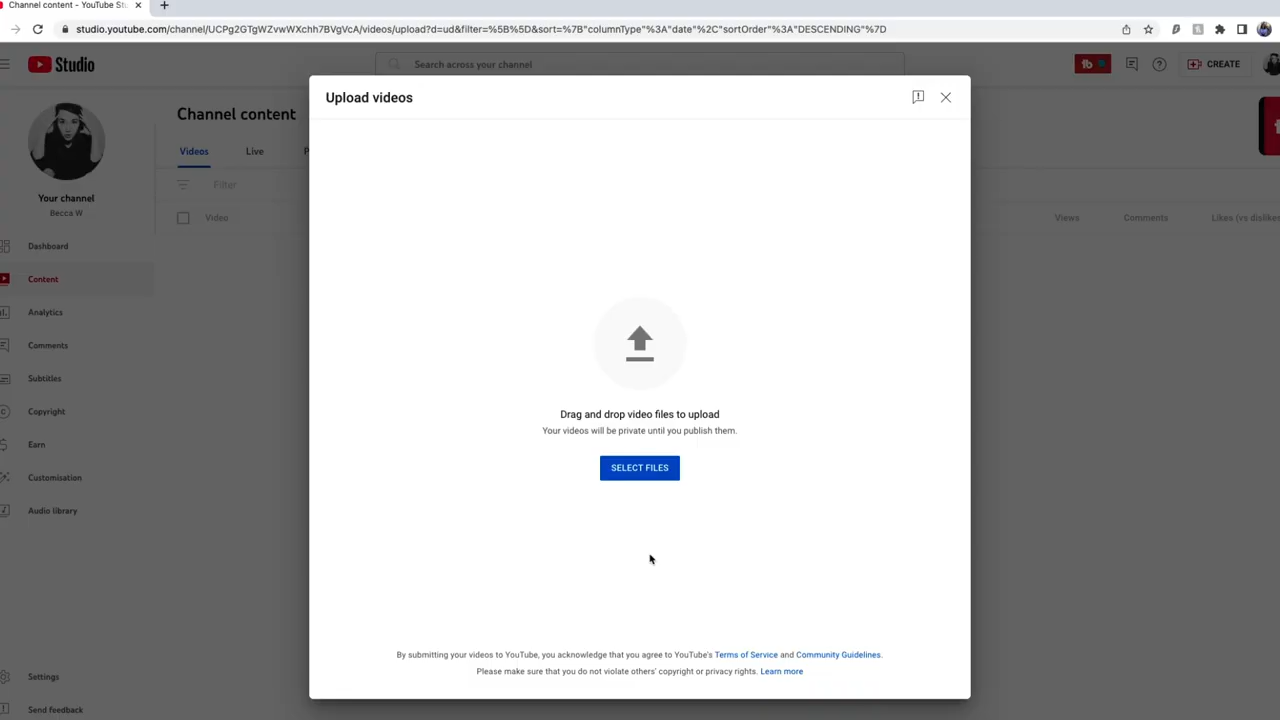 Channel content - YouTube Stu
studio.youtube.com/channel/UCPg2GTgWZvwWXchh7BVgVcA/videos/upload?d=ud&filter=%5B%5D&sort=%7B"columnType"%3A"date"%2C"sortOrder"%3A"DESCENDING"%7D
Studio
Search across your channel
CREATE
Upload videos
Channel content
Videos
Live
P
Filter
Your channel
Becca W
Video
Views
Comments
Likes (vs dislikes
Dashboard
Content
Analytics
Comments
Subtitles
Copyright
Earn
Customisation
Audio library
Drag and drop video files to upload
Your videos will be private until you publish them.
SELECT FILES
By submitting your videos to YouTube, you acknowledge that you agree to YouTube's Terms of Service and Community Guidelines.
Please make sure that you do not violate others' copyright or privacy rights. Learn more
Settings
Send feedback